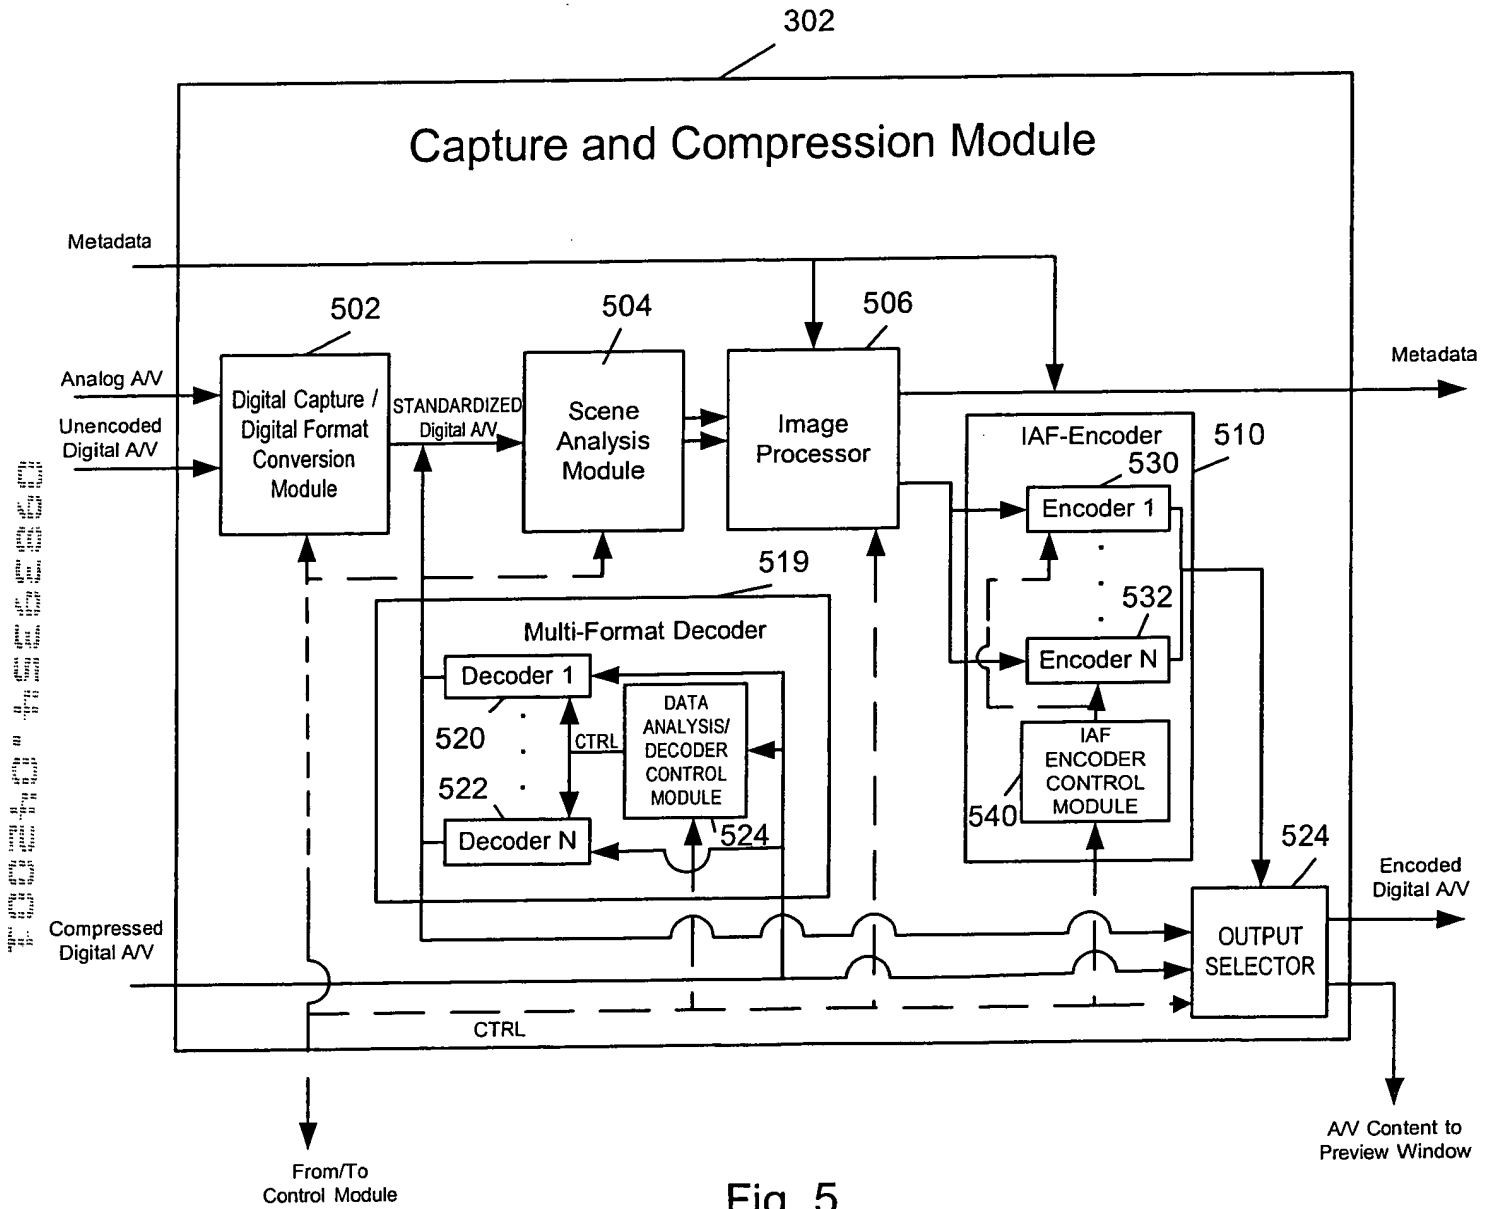 302
Capture and Compression Module
Metadata
502
504
506
Metadata
Analog A/V
Unencoded
Digital A/V
Digital Capture /
Digital Format
Conversion
Module
STANDARDIZED
Digital A/V
Scene
Analysis
Module
Image
Processor
IAF-Encoder
510
530
Encoder 1
532
Encoder N
IAF
ENCODER
CONTROL
MODULE
540
519
Multi-Format Decoder
Decoder 1
520
CTRL
DATA
ANALYSIS/
DECODER
CONTROL
MODULE
522
524
Decoder N
524
Encoded
Digital A/V
OUTPUT
SELECTOR
Compressed
Digital A/V
CTRL
A/V Content to
Preview Window
From/To
Control Module
Fig. 5
09839354.042001